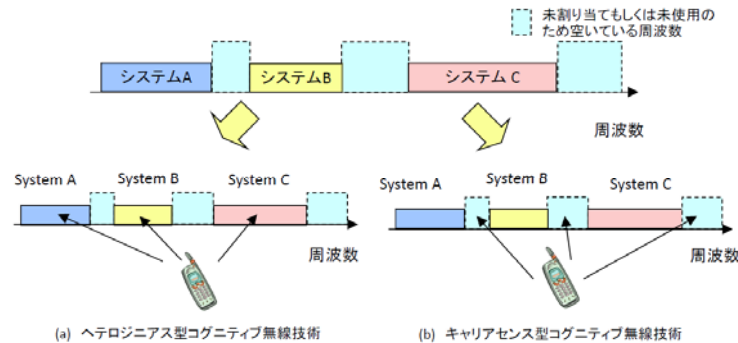 未割り当てもしくは未使用の
ため空いている周波数
システムA
システムB
システム C
周波数
System A
System B
System C
周波数
System A
System B
System C
周波数
(a) ヘテロジニアス型コグニティブ無線技術
(b) キャリアセンス型コグニティブ無線技術